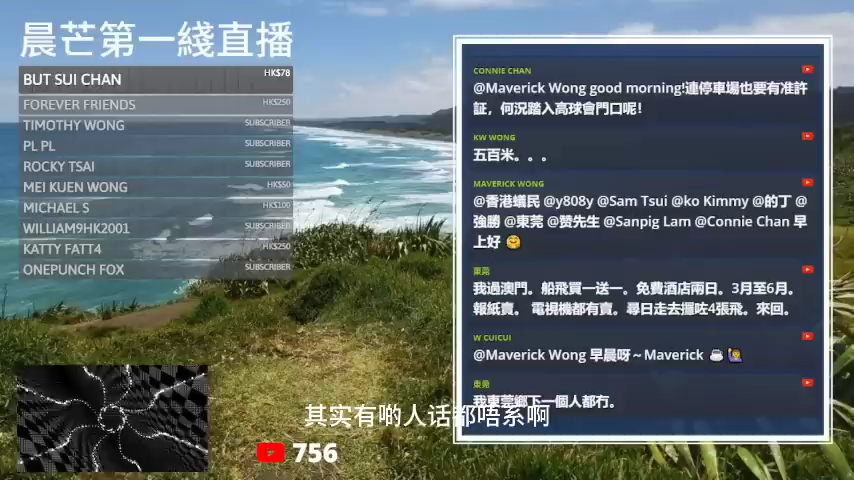 晨芒第一綫直播
BUT SUI CHAN HK$78
FOREVER FRIENDS HK$250
TIMOTHY WONG SUBSCRIBER
PL PL SUBSCRIBER
ROCKY TSAI SUBSCRIBER
MEI KUEN WONG HK$50
MICHAEL S HK$100
WILLIAM9HK2001 SUBSCRIBER
KATTY FATT4 HK$250
ONEPUNCH FOX SUBSCRIBER
CONNIE CHAN
@Maverick Wong good morning!連停車場也要有准許
証，何況踏入高球會門口呢!
KW WONG
五百米。。。
MAVERICK WONG
@香港蟻民 @y808y @Sam Tsui @ko Kimmy @的丁 @
強勝 @東莞 @赞先生 @Sanpig Lam @Connie Chan 早
上好 🤗
東莞
我過澳門。船飛買一送一。免費酒店兩日。3月至6月。
報紙賣。 電視機都有賣。尋日走去攞咗4張飛。來回。
W CUICUI
@Maverick Wong 早晨呀～Maverick ☕🙋
東莞
我東莞鄉下一個人都冇。
其实有啲人话都唔系啊
756